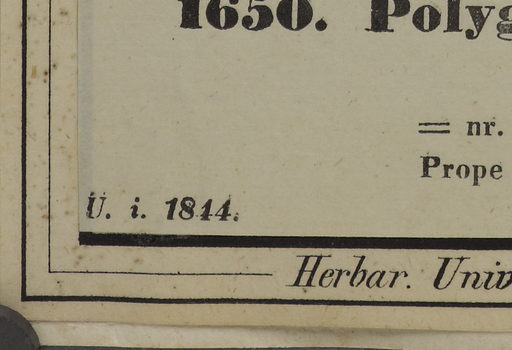 1650. Polyg
= nr.
Prope
U. i. 1844.
Herbar. Univ